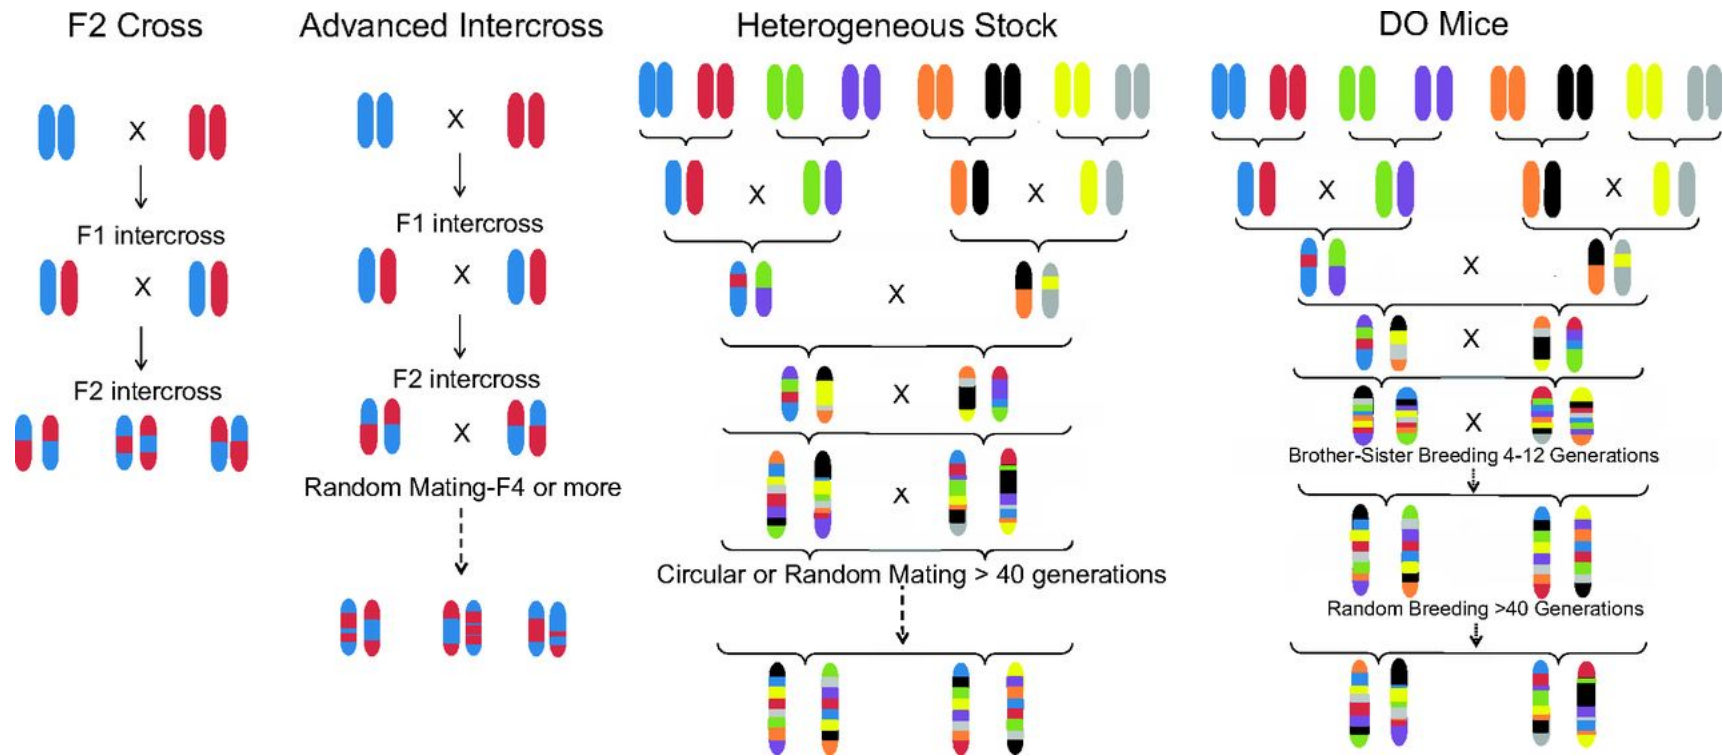 F2 Cross
X
F1 intercross
X
F2 intercross
Advanced Intercross
X
F1 intercross
X
F2 intercross
X
Random Mating-F4 or more
Heterogeneous Stock
X X
X
X
X
Circular or Random Mating > 40 generations
DO Mice
X X
X
X
X
Brother-Sister Breeding 4-12 Generations
Random Breeding >40 Generations